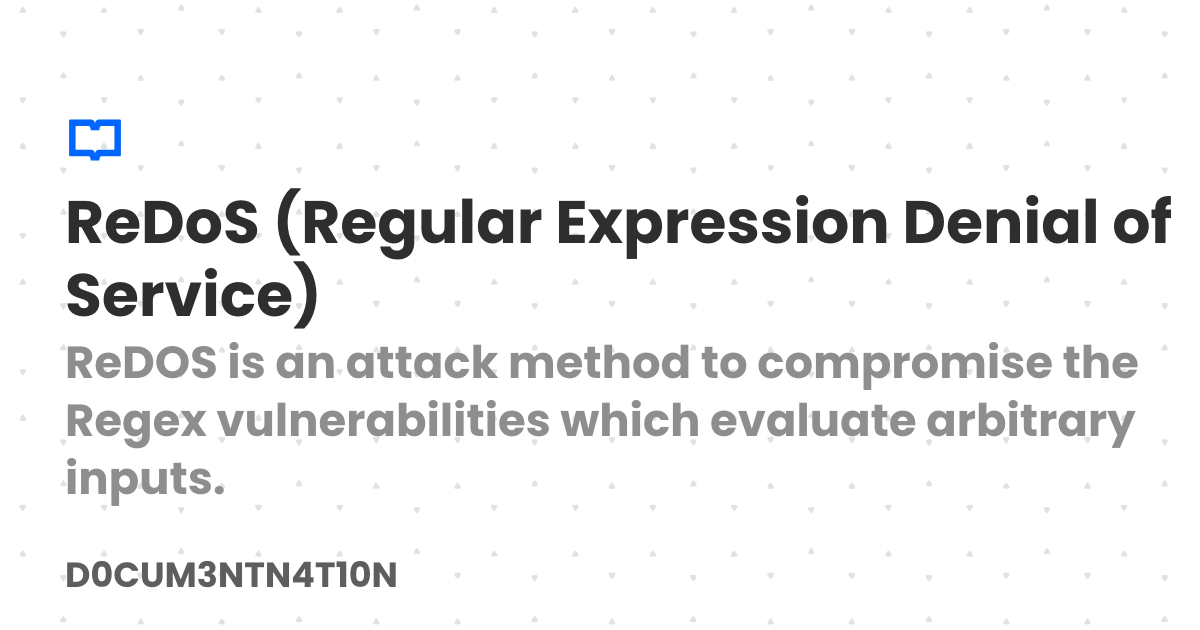 ReDoS (Regular Expression Denial of
Service)
ReDOS is an attack method to compromise the
Regex vulnerabilities which evaluate arbitrary
inputs.
D0CUM3NTN4T10N